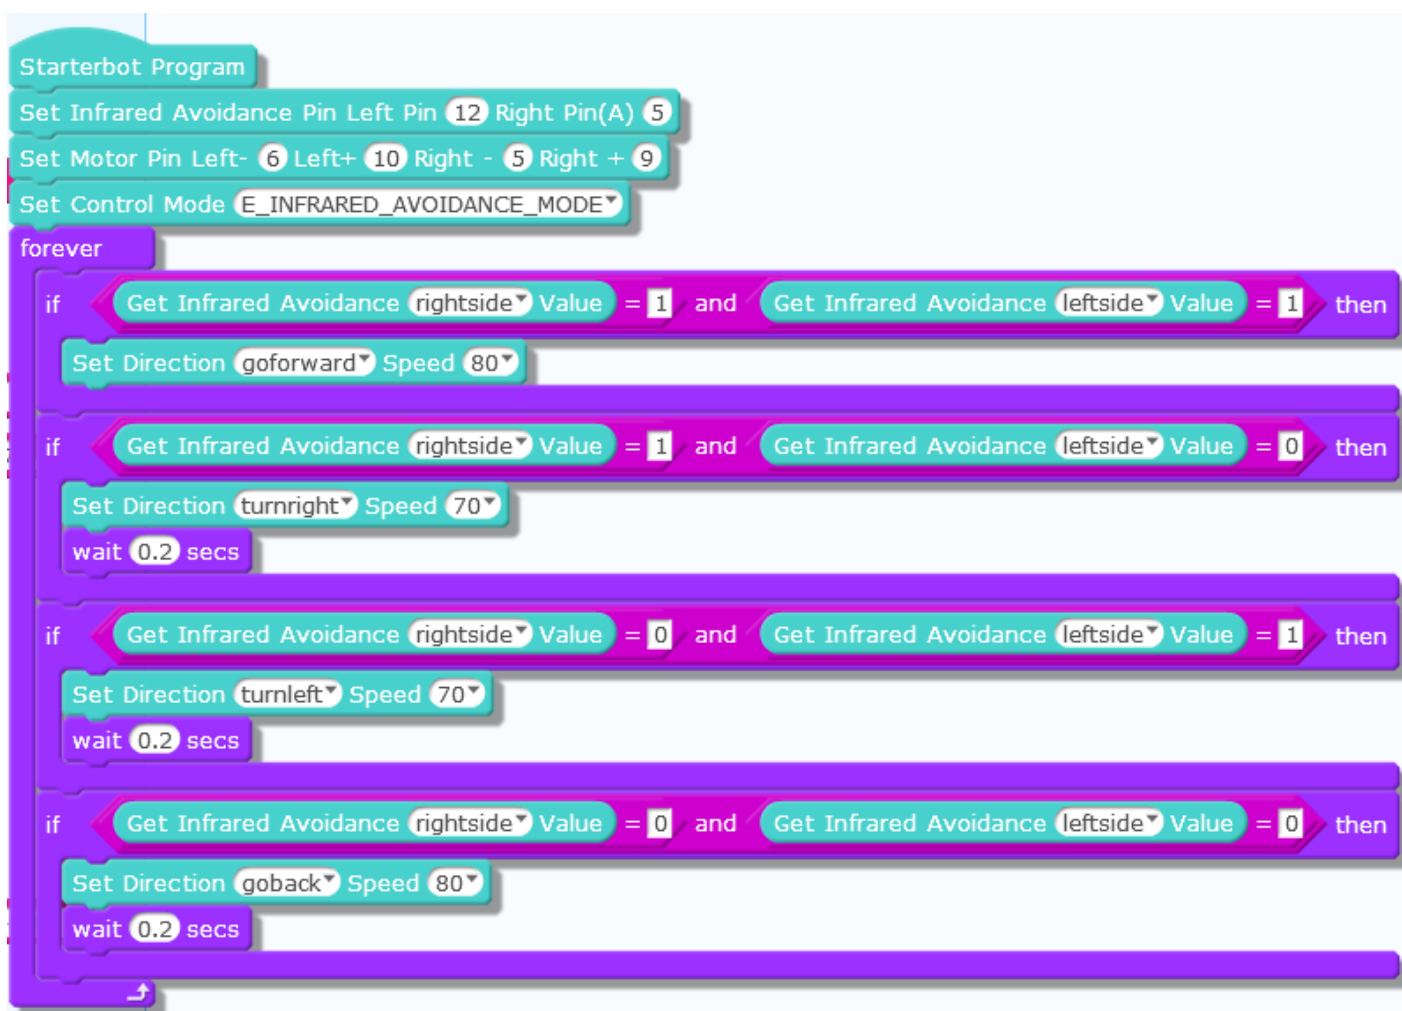 Starterbot Program
Set Infrared Avoidance Pin Left Pin 12 Right Pin(A) 5
Set Motor Pin Left- 6 Left+ 10 Right - 5 Right + 9
Set Control Mode E_INFRARED_AVOIDANCE_MODE
forever
if Get Infrared Avoidance rightside Value = 1 and Get Infrared Avoidance leftside Value = 1 then
Set Direction goforward Speed 80
if Get Infrared Avoidance rightside Value = 1 and Get Infrared Avoidance leftside Value = 0 then
Set Direction turnright Speed 70
wait 0.2 secs
if Get Infrared Avoidance rightside Value = 0 and Get Infrared Avoidance leftside Value = 1 then
Set Direction turnleft Speed 70
wait 0.2 secs
if Get Infrared Avoidance rightside Value = 0 and Get Infrared Avoidance leftside Value = 0 then
Set Direction goback Speed 80
wait 0.2 secs